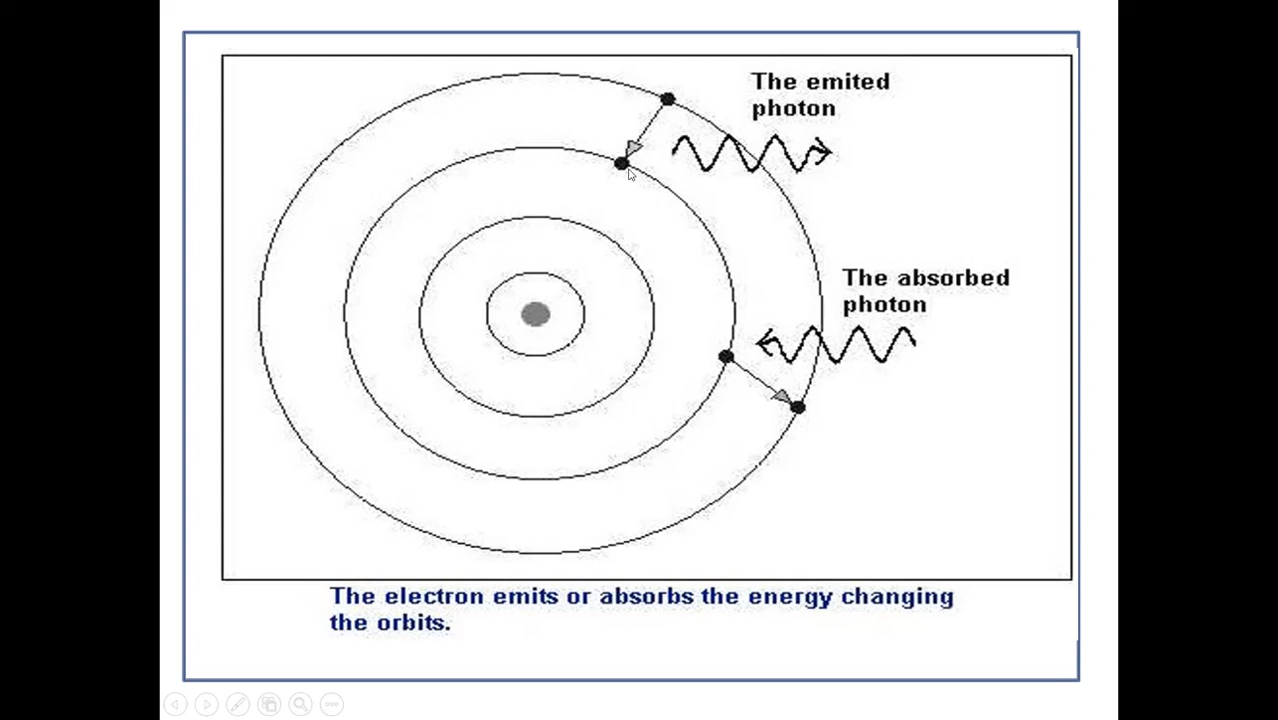 The emited
photon
The absorbed
photon
The electron emits or absorbs the energy changing
the orbits.